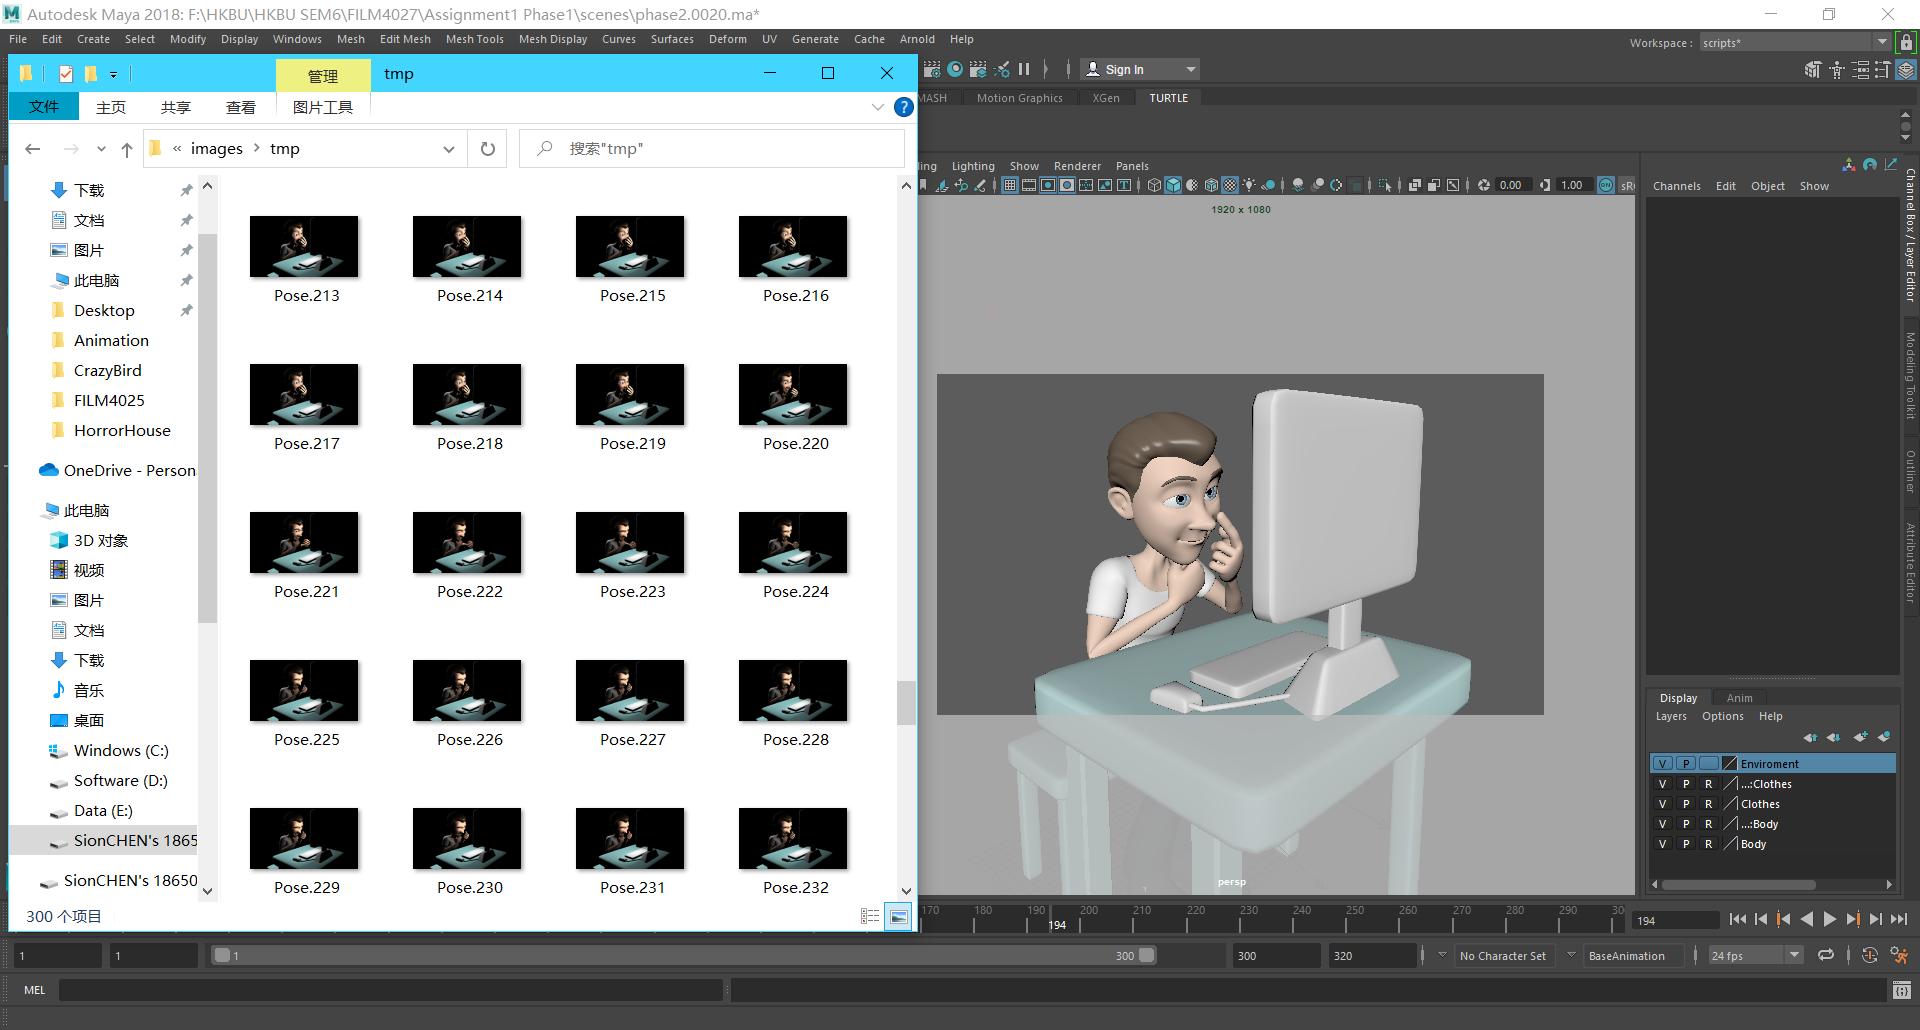 Autodesk Maya 2018: F:\HKBU\HKBU SEM6\FILM4027\Assignment1 Phase1\scenes\phase2.0020.ma*
File Edit Create Select Modify Display Windows Mesh Edit Mesh Mesh Tools Mesh Display Curves Surfaces Deform UV Generate Cache Arnold Help
Workspace : scripts*
管理 tmp
文件 主页 共享 查看 图片工具
« images > tmp
搜索"tmp"
下载
文档
图片
此电脑
Desktop
Animation
CrazyBird
FILM4025
HorrorHouse
OneDrive - Person
此电脑
3D 对象
视频
图片
文档
下载
音乐
桌面
Windows (C:)
Software (D:)
Data (E:)
SionCHEN's 1865
SionCHEN's 18650
Pose.213 Pose.214 Pose.215 Pose.216
Pose.217 Pose.218 Pose.219 Pose.220
Pose.221 Pose.222 Pose.223 Pose.224
Pose.225 Pose.226 Pose.227 Pose.228
Pose.229 Pose.230 Pose.231 Pose.232
300 个项目
Sign In
MASH Motion Graphics XGen TURTLE
ing Lighting Show Renderer Panels
0.00 1.00 ON sR
1920 x 1080
persp
Channels Edit Object Show
Channel Box / Layer Editor
Modeling Toolkit
Outliner
Attribute Editor
Display Anim
Layers Options Help
V P Enviroment
V P R ...:Clothes
V P R Clothes
V P R ...:Body
V P R Body
170 180 190 200 210 220 230 240 250 260 270 280 290 30
194
194
1 1 1 300 300 320 No Character Set BaseAnimation 24 fps
MEL